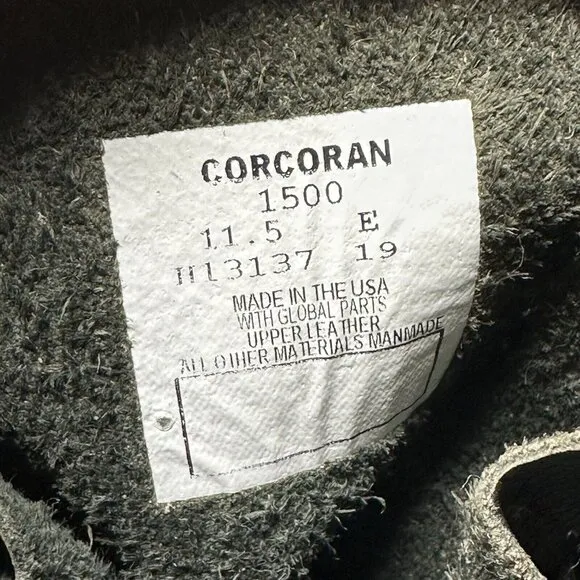 CORCORAN
1500
11.5 E
H13137 19
MADE IN THE USA
WITH GLOBAL PARTS
UPPER LEATHER
ALL OTHER MATERIALS MANMADE